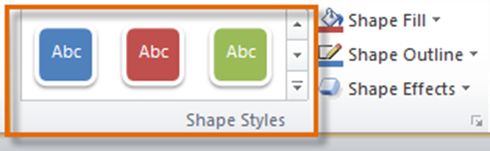 Abc Abc Abc
Shape Fill
Shape Outline
Shape Effects
Shape Styles